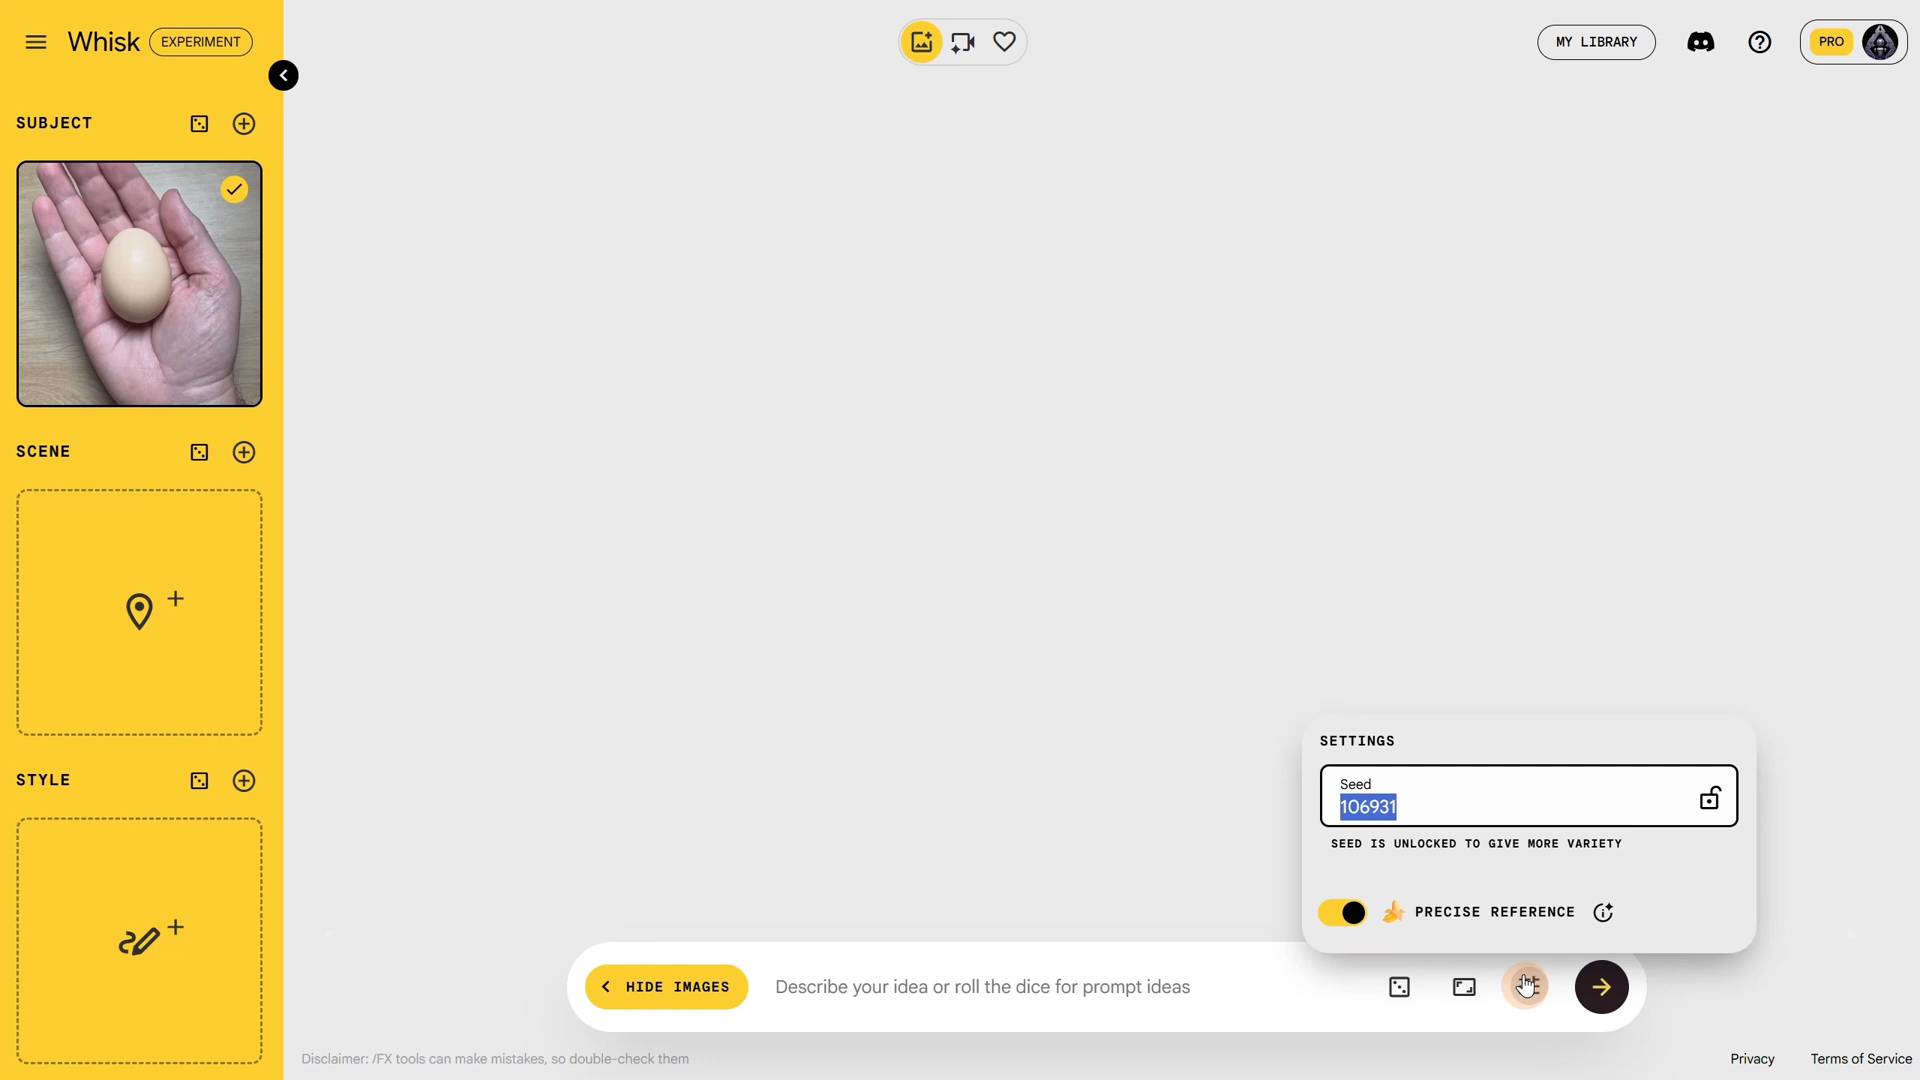 Whisk EXPERIMENT
MY LIBRARY
PRO
SUBJECT
SCENE
STYLE
SETTINGS
Seed
106931
SEED IS UNLOCKED TO GIVE MORE VARIETY
PRECISE REFERENCE
HIDE IMAGES
Describe your idea or roll the dice for prompt ideas
Disclaimer: /FX tools can make mistakes, so double-check them
Privacy
Terms of Service